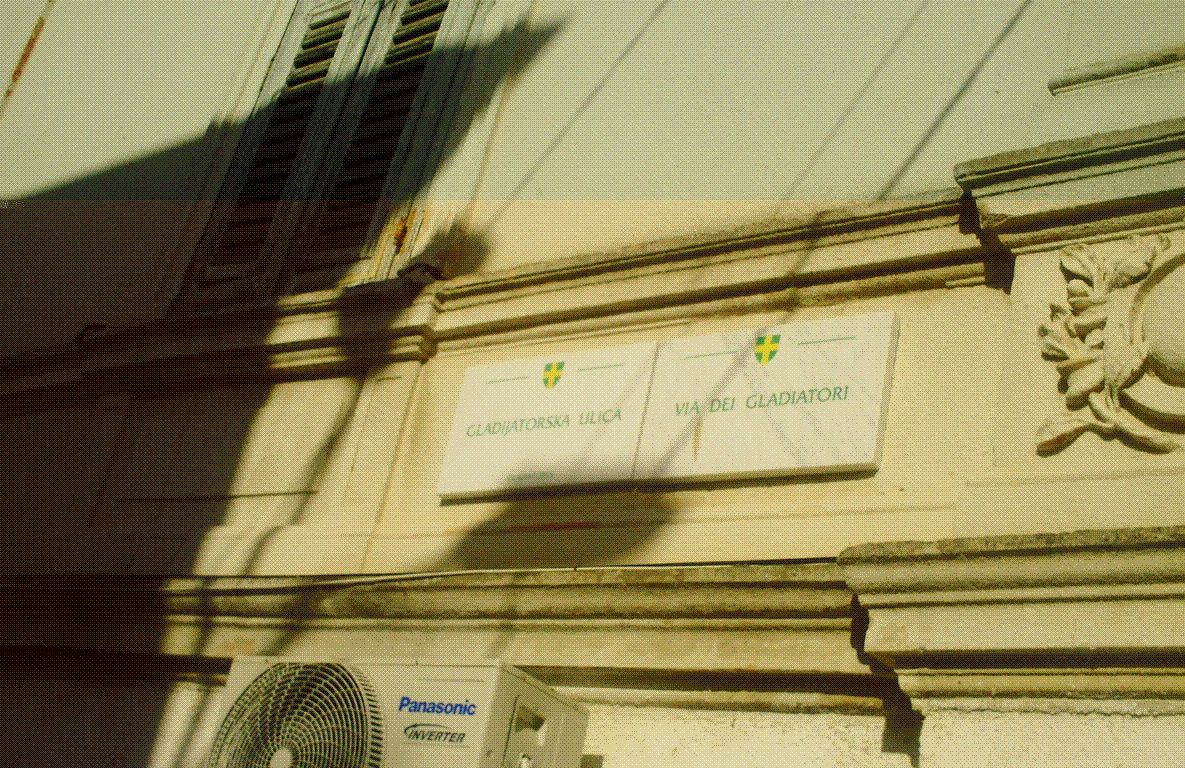 GLADIJATORSKA ULICA
VIA DEI GLADIATORI
Panasonic
INVERTER